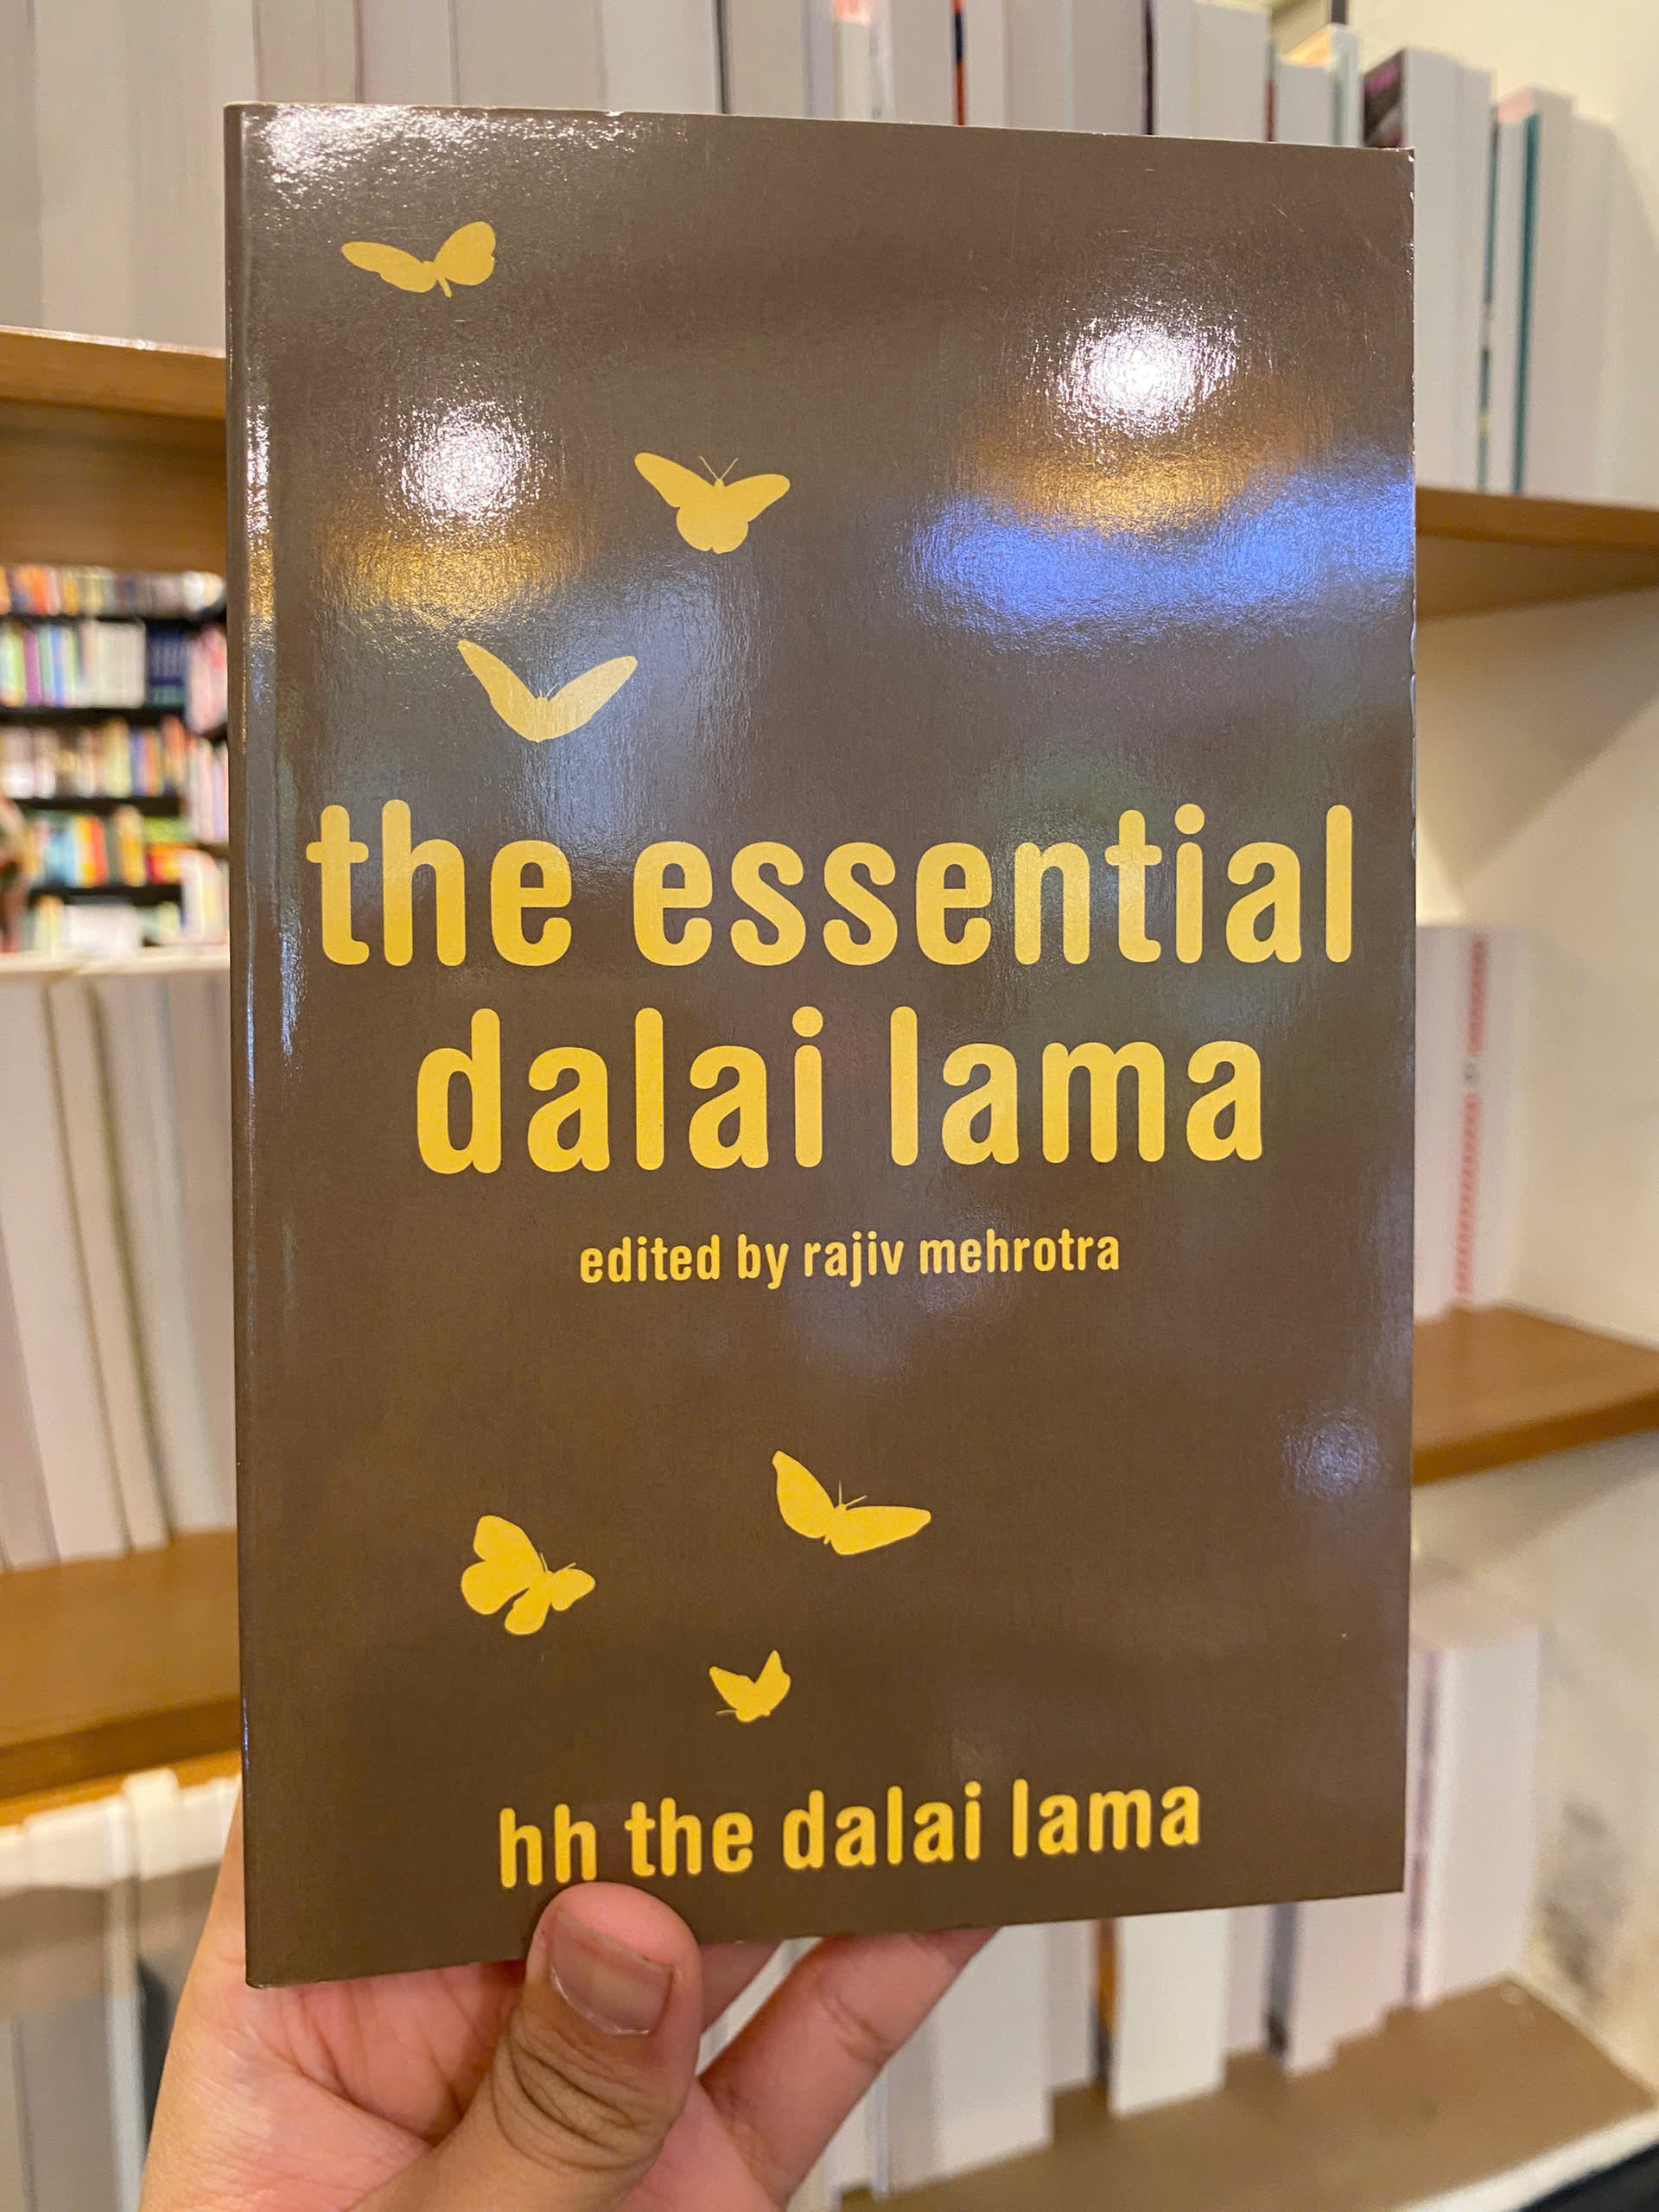 the essential
dalai lama
edited by rajiv mehrotra
hh the dalai lama